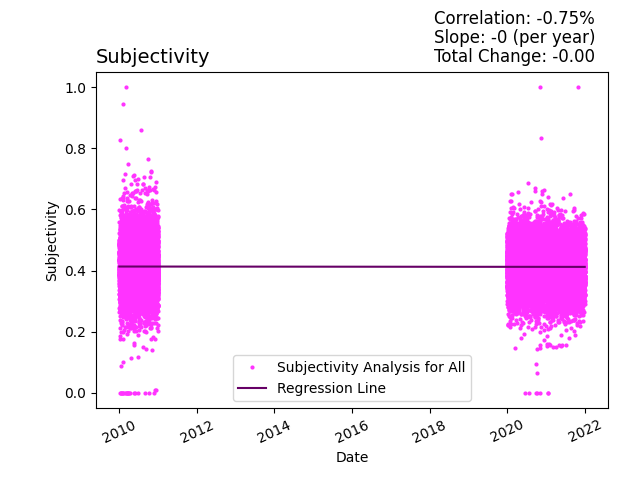 Correlation: -0.75%
Slope: -0 (per year)
Total Change: -0.00
Subjectivity
1.0
0.8
0.6
0.4
0.2
0.0
Subjectivity
Subjectivity Analysis for All
Regression Line
2010
2012
2014
2016
2018
2020
2022
Date